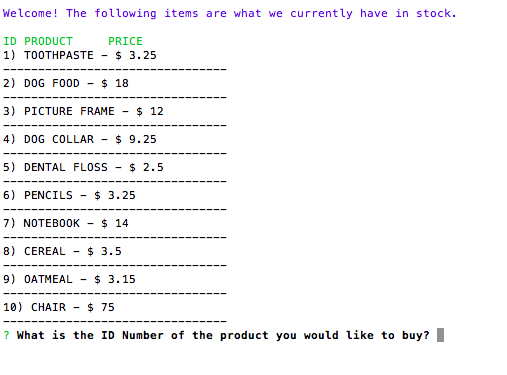 Welcome! The following items are what we currently have in stock.
ID PRODUCT     PRICE
1) TOOTHPASTE – $ 3.25
--------------------------------
2) DOG FOOD – $ 18
--------------------------------
3) PICTURE FRAME – $ 12
--------------------------------
4) DOG COLLAR – $ 9.25
--------------------------------
5) DENTAL FLOSS – $ 2.5
--------------------------------
6) PENCILS – $ 3.25
--------------------------------
7) NOTEBOOK – $ 14
--------------------------------
8) CEREAL – $ 3.5
--------------------------------
9) OATMEAL – $ 3.15
--------------------------------
10) CHAIR – $ 75
--------------------------------
? What is the ID Number of the product you would like to buy?